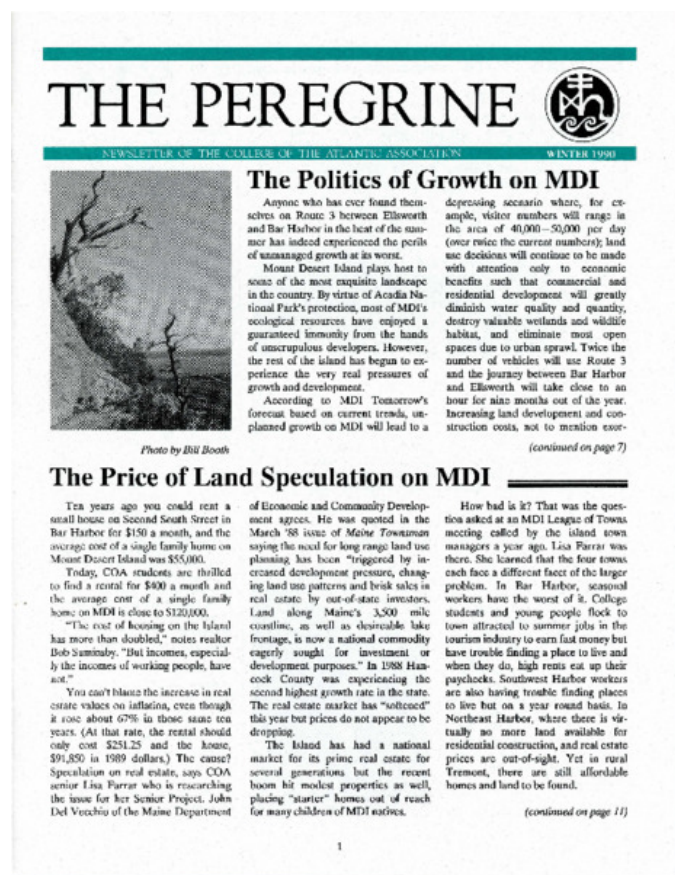 THE PEREGRINE
NEWSLETTER OF THE COLLEGE OF THE ATLANTIC ASSOCIATION
WINTER 1990
The Politics of Growth on MDI
Anyone who has ever found them-
selves on Route 3 between Ellsworth
and Bar Harbor in the heat of the sum-
mer has indeed experienced the perils
of unmanaged growth at its worst.
Mount Desert Island plays host to
some of the most exquisite landscape
in the country. By virtue of Acadia Na-
tional Park's protection, most of MDI's
ecological resources have enjoyed a
guaranteed immunity from the hands
of unscrupulous developers. However,
the rest of the island has begun to ex-
perience the very real pressures of
growth and development.
According to MDI Tomorrow's
forecast based on current trends, un-
planned growth on MDI will lead to a
depressing scenario where, for ex-
ample, visitor numbers will range in
the area of 40,000—50,000 per day
(over twice the current numbers); land
use decisions will continue to be made
with attention only to economic
benefits such that commercial and
residential development will greatly
diminish water quality and quantity,
destroy valuable wetlands and wildlife
habitat, and eliminate most open
spaces due to urban sprawl. Twice the
number of vehicles will use Route 3
and the journey between Bar Harbor
and Ellsworth will take close to an
hour for nine months out of the year.
Increasing land development and con-
struction costs, not to mention exor-
(continued on page 7)
Photo by Bill Booth
The Price of Land Speculation on MDI
Ten years ago you could rent a
small house on Second South Street in
Bar Harbor for $150 a month, and the
average cost of a single family home on
Mount Desert Island was $55,000.
Today, COA students are thrilled
to find a rental for $400 a month and
the average cost of a single family
home on MDI is close to $120,000.
"The cost of housing on the Island
has more than doubled," notes realtor
Bob Suminsby. "But incomes, especial-
ly the incomes of working people, have
not."
You can't blame the increase in real
estate values on inflation, even though
it rose about 67% in those same ten
years. (At that rate, the rental should
only cost $251.25 and the house,
$91,850 in 1989 dollars.) The cause?
Speculation on real estate, says COA
senior Lisa Farrar who is researching
the issue for her Senior Project. John
Del Vecchio of the Maine Department
of Economic and Community Develop-
ment agrees. He was quoted in the
March '88 issue of Maine Townsman
saying the need for long range land use
planning has been "triggered by in-
creased development pressure, chang-
ing land use patterns and brisk sales in
real estate by out-of-state investors.
Land along Maine's 3,500 mile
coastline, as well as desireable lake
frontage, is now a national commodity
eagerly sought for investment or
development purposes." In 1988 Han-
cock County was experiencing the
second highest growth rate in the state.
The real estate market has "softened"
this year but prices do not appear to be
dropping.
The Island has had a national
market for its prime real estate for
several generations but the recent
boom hit modest properties as well,
placing "starter" homes out of reach
for many children of MDI natives.
How bad is it? That was the ques-
tion asked at an MDI League of Towns
meeting called by the island town
managers a year ago. Lisa Farrar was
there. She learned that the four towns
each face a different facet of the larger
problem. In Bar Harbor, seasonal
workers have the worst of it. College
students and young people flock to
town attracted to summer jobs in the
tourism industry to earn fast money but
have trouble finding a place to live and
when they do, high rents eat up their
paychecks. Southwest Harbor workers
are also having trouble finding places
to live but on a year round basis. In
Northeast Harbor, where there is vir-
tually no more land available for
residential construction, and real estate
prices are out-of-sight. Yet in rural
Tremont, there are still affordable
homes and land to be found.
(continued on page 11)
1